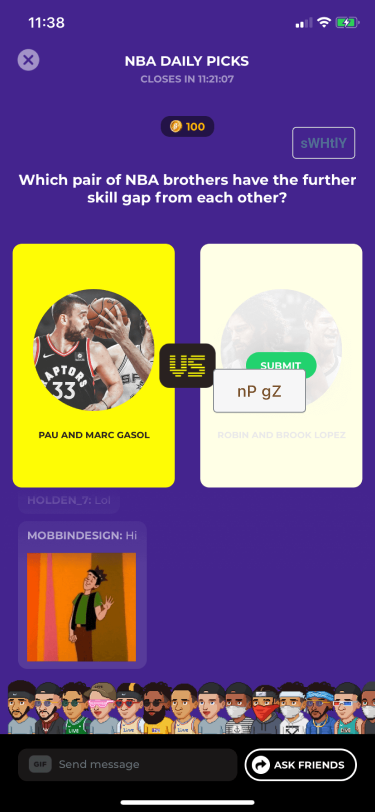 11:38
NBA DAILY PICKS
CLOSES IN 11:21:07
100
sWHtlY
Which pair of NBA brothers have the further
skill gap from each other?
RAPTORS
33
VS
SUBMIT
nP gZ
PAU AND MARC GASOL
ROBIN AND BROOK LOPEZ
HOLDEN_7: Lol
MOBBINDESIGN: Hi
GIF
Send message
ASK FRIENDS